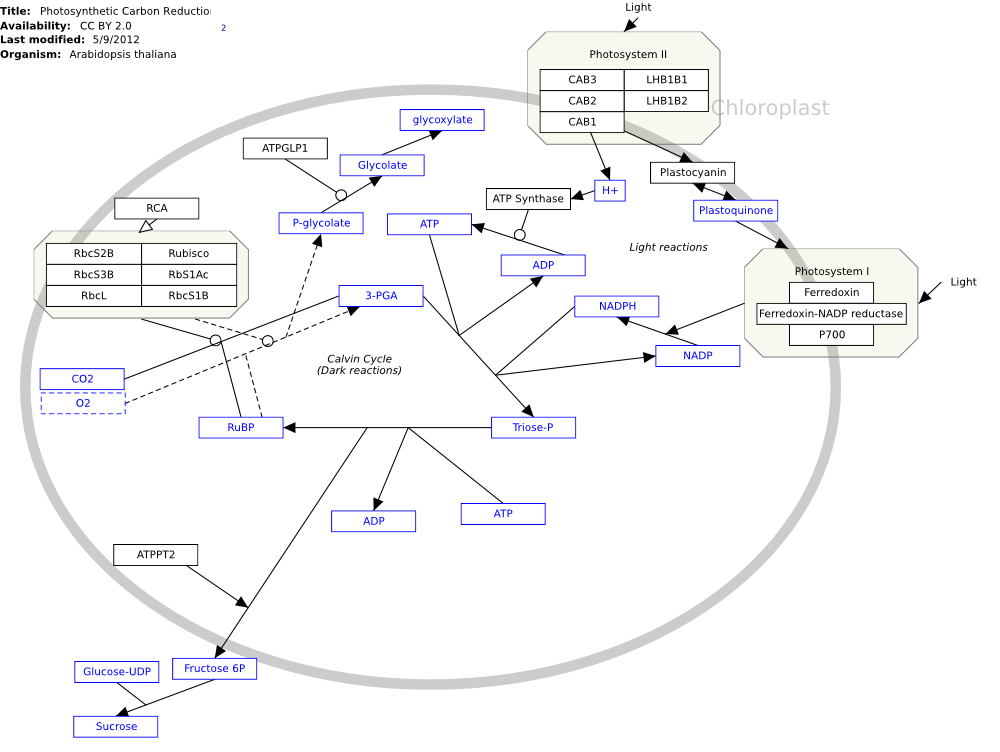 Title: Photosynthetic Carbon Reductio
Availability: CC BY 2.0
2
Last modified: 5/9/2012
Organism: Arabidopsis thaliana
Light
Photosystem II
CAB3 LHB1B1
CAB2 LHB1B2
CAB1
Chloroplast
glycoxylate
ATPGLP1
Glycolate
Plastocyanin
H+
ATP Synthase
RCA
Plastoquinone
P-glycolate
ATP
Light reactions
RbcS2B Rubisco
RbcS3B RbS1Ac
RbcL RbcS1B
ADP
Photosystem I
Light
Ferredoxin
Ferredoxin-NADP reductase
P700
3-PGA
NADPH
NADP
Calvin Cycle
(Dark reactions)
CO2
O2
RuBP
Triose-P
ADP
ATP
ATPPT2
Glucose-UDP
Fructose 6P
Sucrose